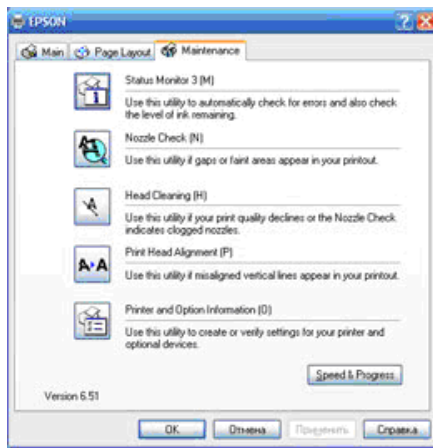 EPSON
Main Page Layout Maintenance
Status Monitor 3 (M)
Use this utility to automatically check for errors and also check
the level of ink remaining.
Nozzle Check (N)
Use this utility if gaps or faint areas appear in your printout.
Head Cleaning (H)
Use this utility if your print quality declines or the Nozzle Check
indicates clogged nozzles.
Print Head Alignment (P)
Use this utility if misaligned vertical lines appear in your printout.
Printer and Option Information (O)
Use this utility to create or verify settings for your printer and
optional devices.
Speed & Progress
Version 6.51
OK Отмена Применить Справка